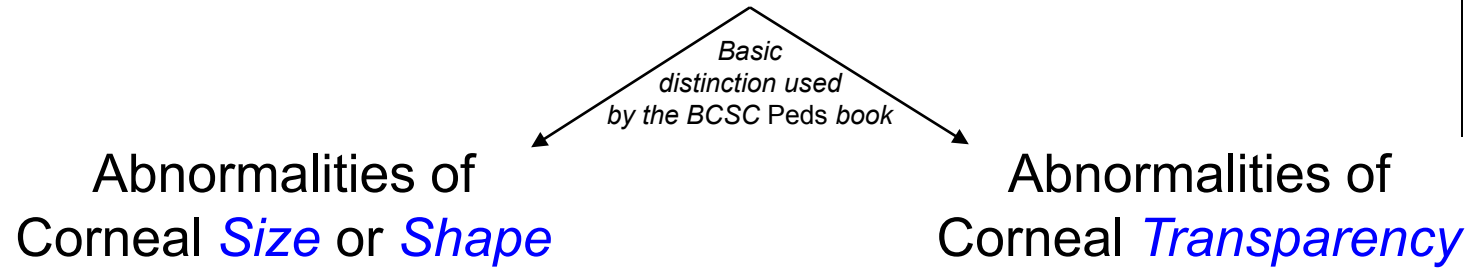 Basic
distinction used
by the BCSC Peds book
Abnormalities of
Corneal Size or Shape
Abnormalities of
Corneal Transparency